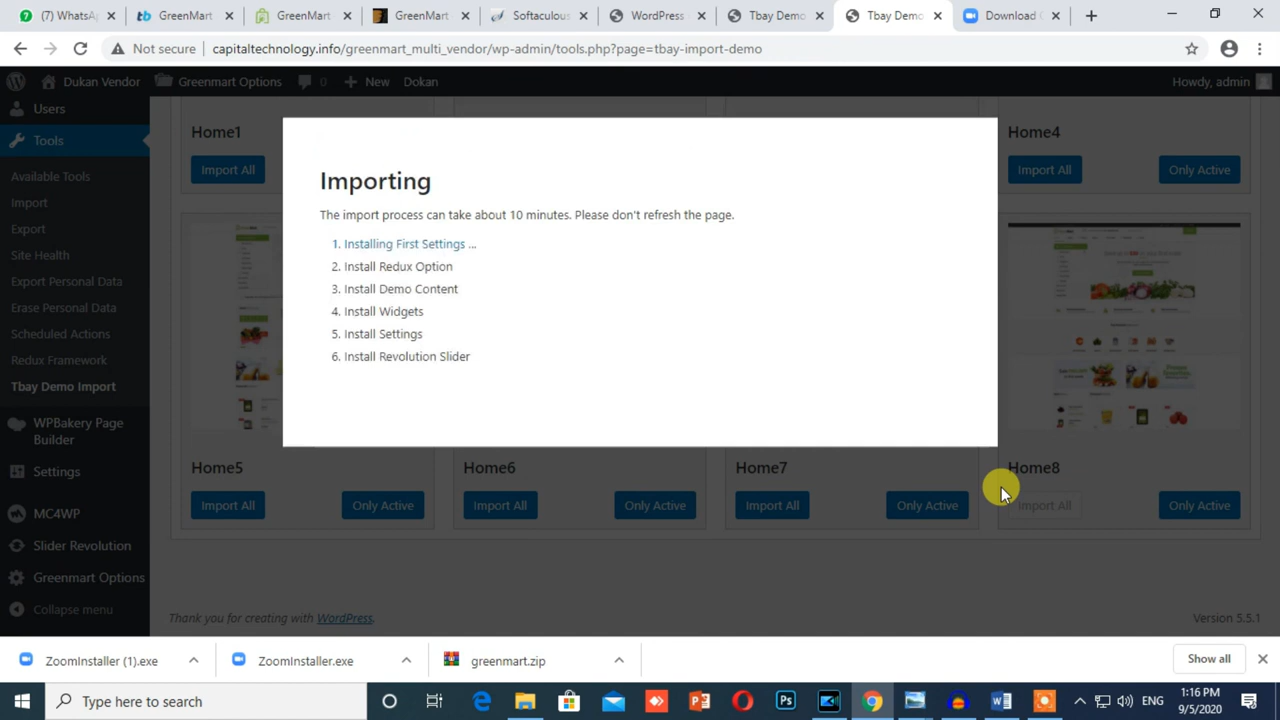 (7) WhatsA
GreenMart
GreenMart
GreenMart
Softaculous
WordPress
Tbay Demo
Tbay Demo
Download C
Not secure
capitaltechnology.info/greenmart_multi_vendor/wp-admin/tools.php?page=tbay-import-demo
Dukan Vendor
Greenmart Options
0
New
Dokan
Howdy, admin
Users
Tools
Available Tools
Import
Export
Site Health
Export Personal Data
Erase Personal Data
Scheduled Actions
Redux Framework
Tbay Demo Import
WPBakery Page
Builder
Settings
MC4WP
Slider Revolution
Greenmart Options
Collapse menu
Home1
Import All
Home4
Import All
Only Active
Importing
The import process can take about 10 minutes. Please don't refresh the page.
1. Installing First Settings ...
2. Install Redux Option
3. Install Demo Content
4. Install Widgets
5. Install Settings
6. Install Revolution Slider
Home5
Import All
Only Active
Home6
Import All
Only Active
Home7
Import All
Only Active
Home8
Import All
Only Active
Thank you for creating with WordPress.
Version 5.5.1
ZoomInstaller (1).exe
ZoomInstaller.exe
greenmart.zip
Show all
Type here to search
ENG
1:16 PM
9/5/2020